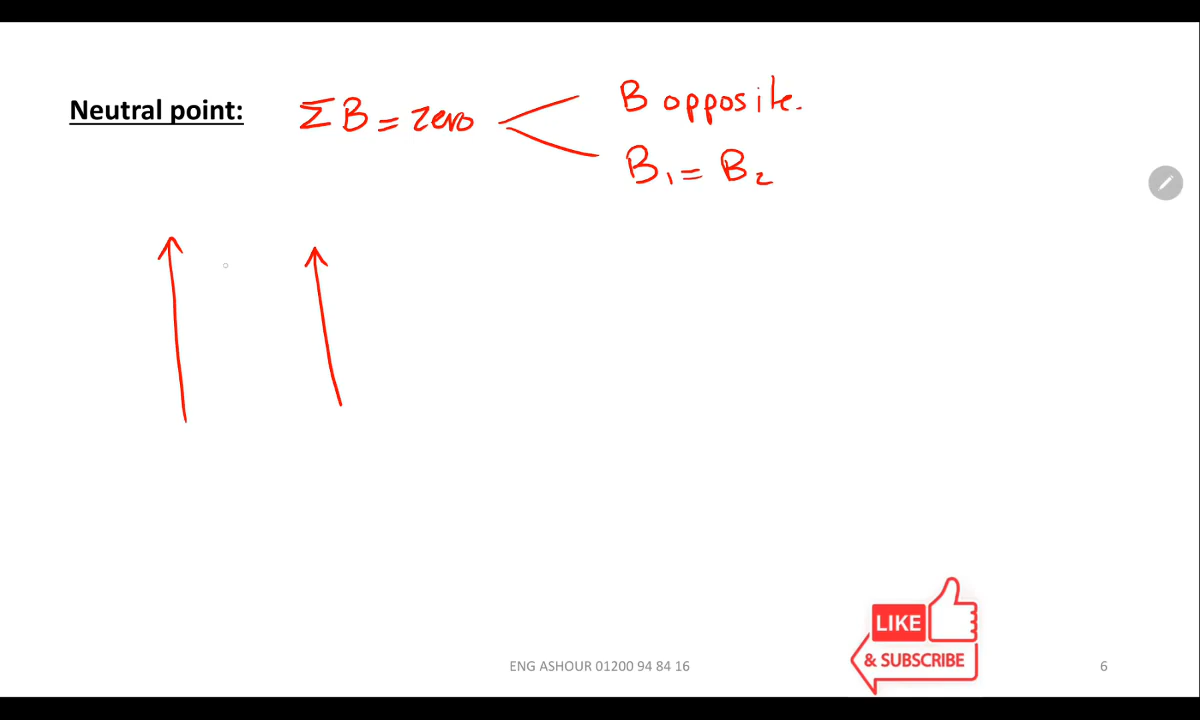 Neutral point: ΣB = zero
B opposite.
B₁ = B₂
LIKE
& SUBSCRIBE
ENG ASHOUR 01200 94 84 16
6